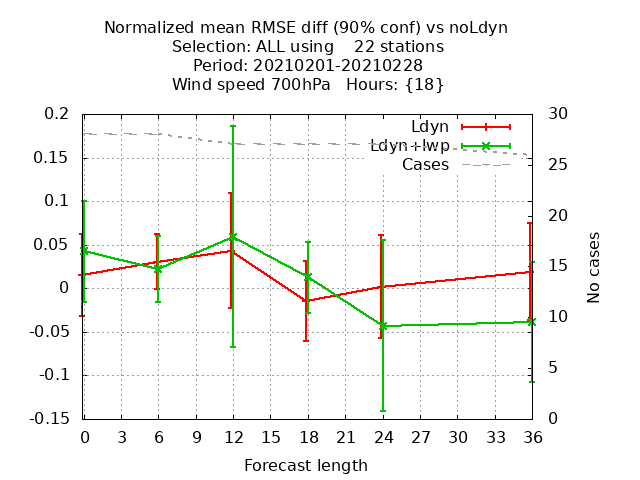 Normalized mean RMSE diff (90% conf) vs noLdyn
Selection: ALL using    22 stations
Period: 20210201-20210228
Wind speed 700hPa   Hours: {18}
Ldyn
Ldyn+lwp
Cases
0.2
0.15
0.1
0.05
0
-0.05
-0.1
-0.15
30
25
20
15
10
5
0
No cases
0 3 6 9 12 15 18 21 24 27 30 33 36
Forecast length